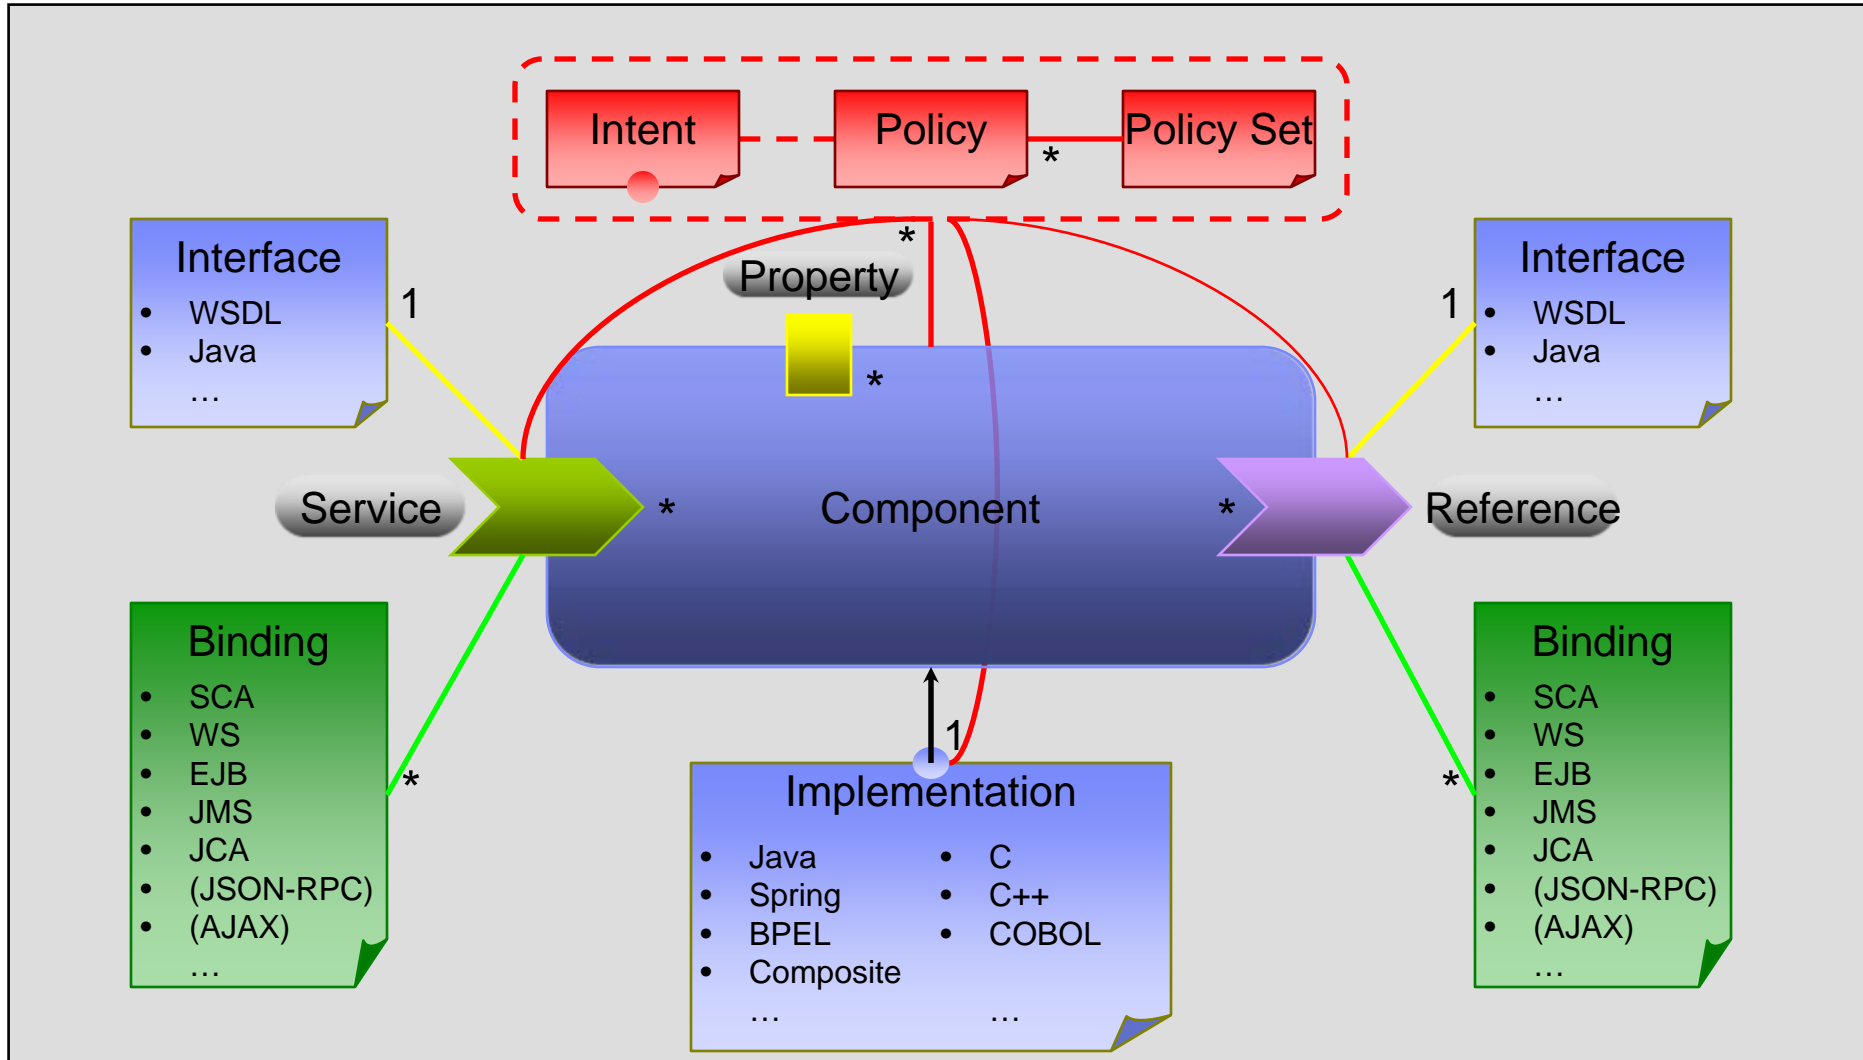 Intent
Policy
*
Policy Set
*
Property
*
Interface
• WSDL
• Java
…
1
Interface
• WSDL
• Java
…
1
Service
*
Component
*
Reference
Binding
• SCA
• WS
• EJB
• JMS
• JCA
• (JSON-RPC)
• (AJAX)
…
*
1
Implementation
• Java
• Spring
• BPEL
• Composite
…
• C
• C++
• COBOL
…
*
Binding
• SCA
• WS
• EJB
• JMS
• JCA
• (JSON-RPC)
• (AJAX)
…